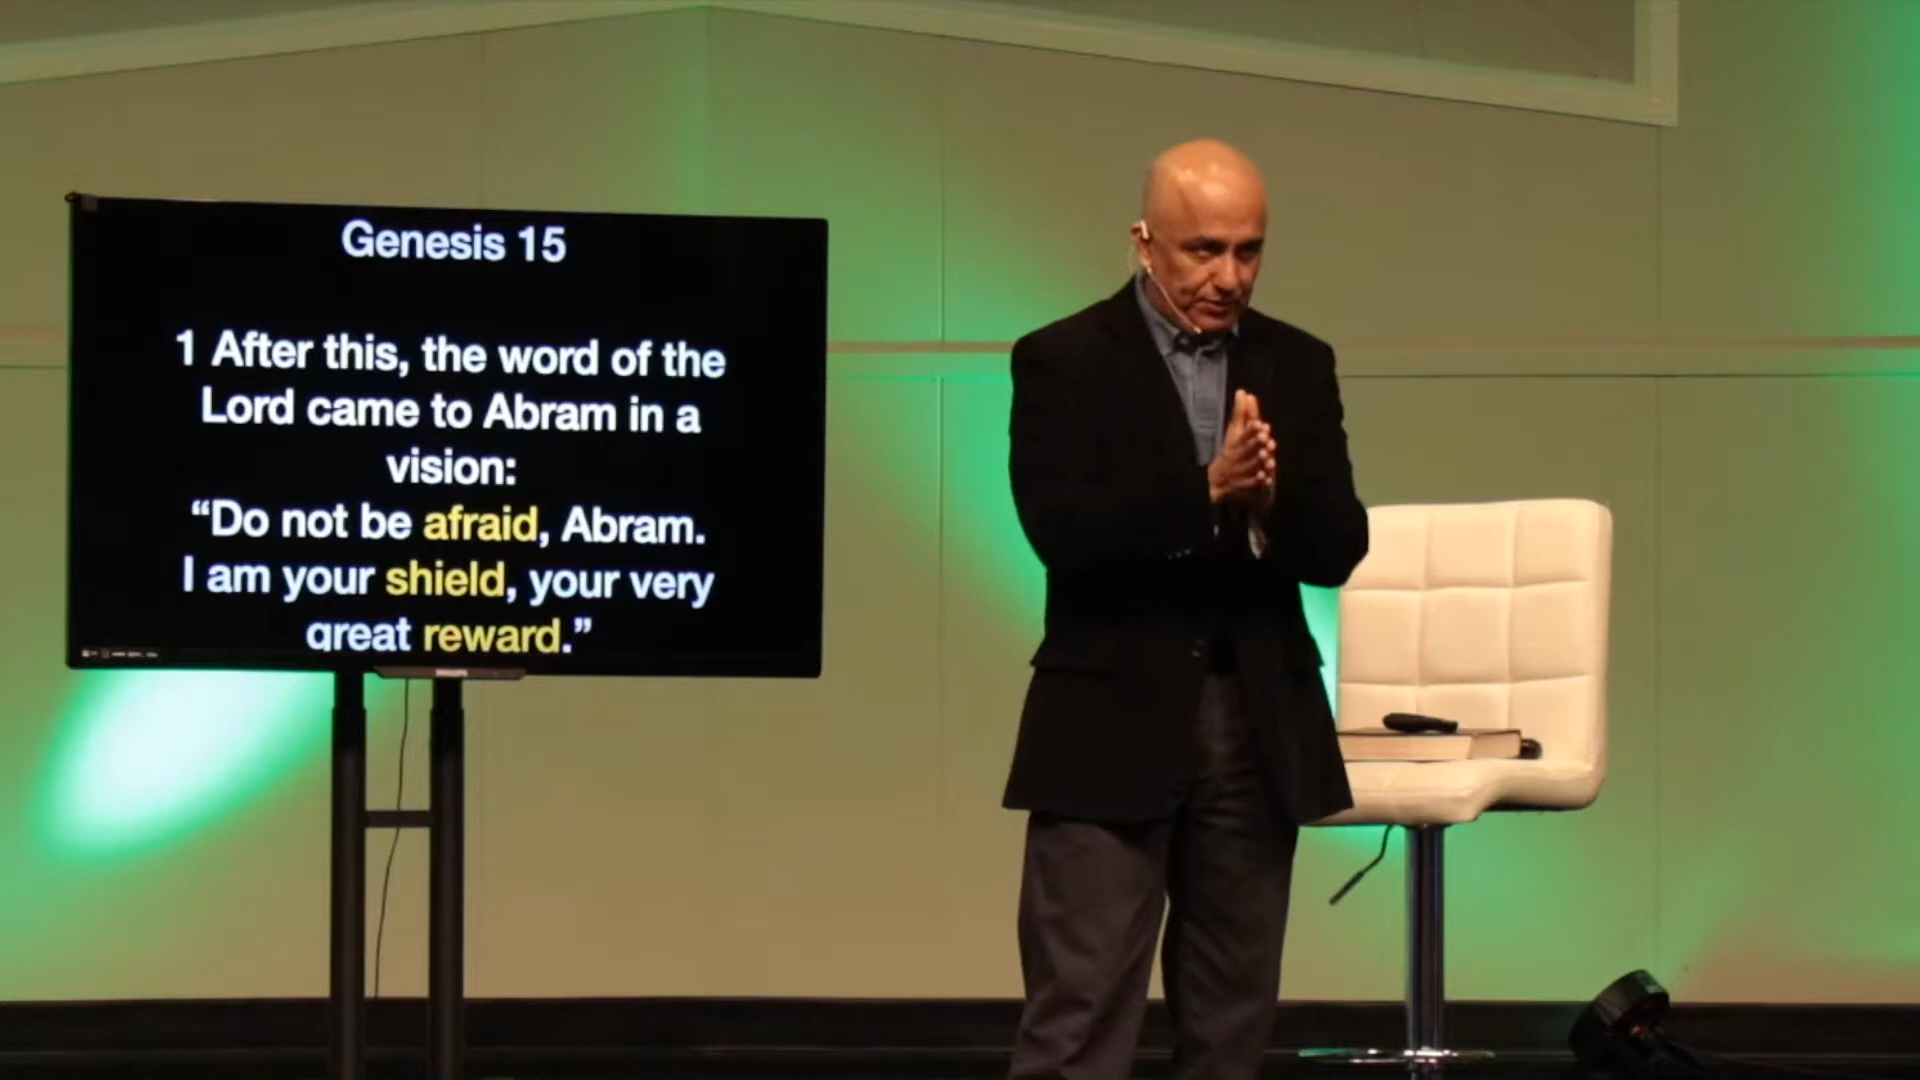 Genesis 15
1 After this, the word of the
Lord came to Abram in a
vision:
“Do not be afraid, Abram.
I am your shield, your very
great reward.”
PHILIPS